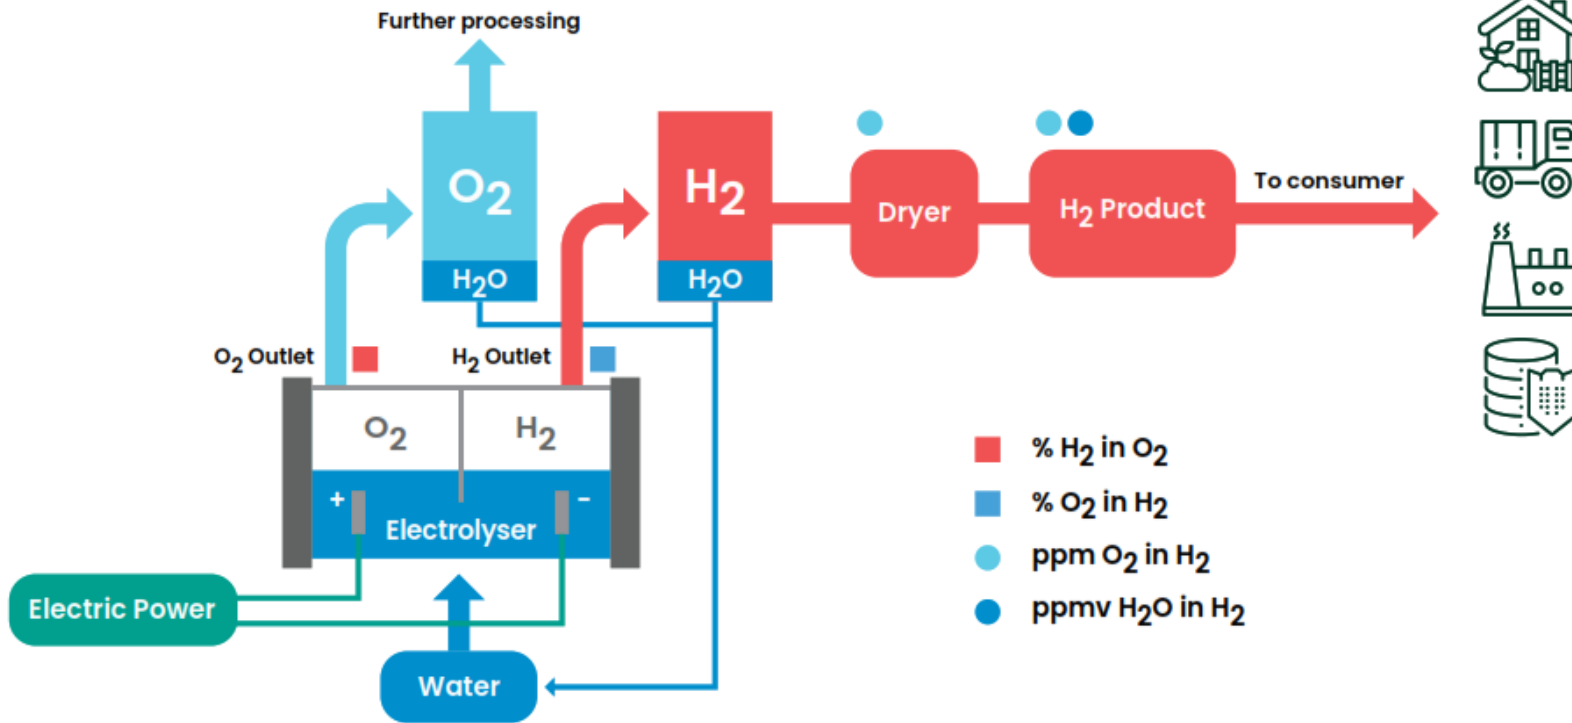 Further processing
O2
H2
H2O
H2O
Dryer
H2 Product
To consumer
O2 Outlet
H2 Outlet
O2
H2
+
-
Electrolyser
Electric Power
Water
% H2 in O2
% O2 in H2
ppm O2 in H2
ppmv H2O in H2